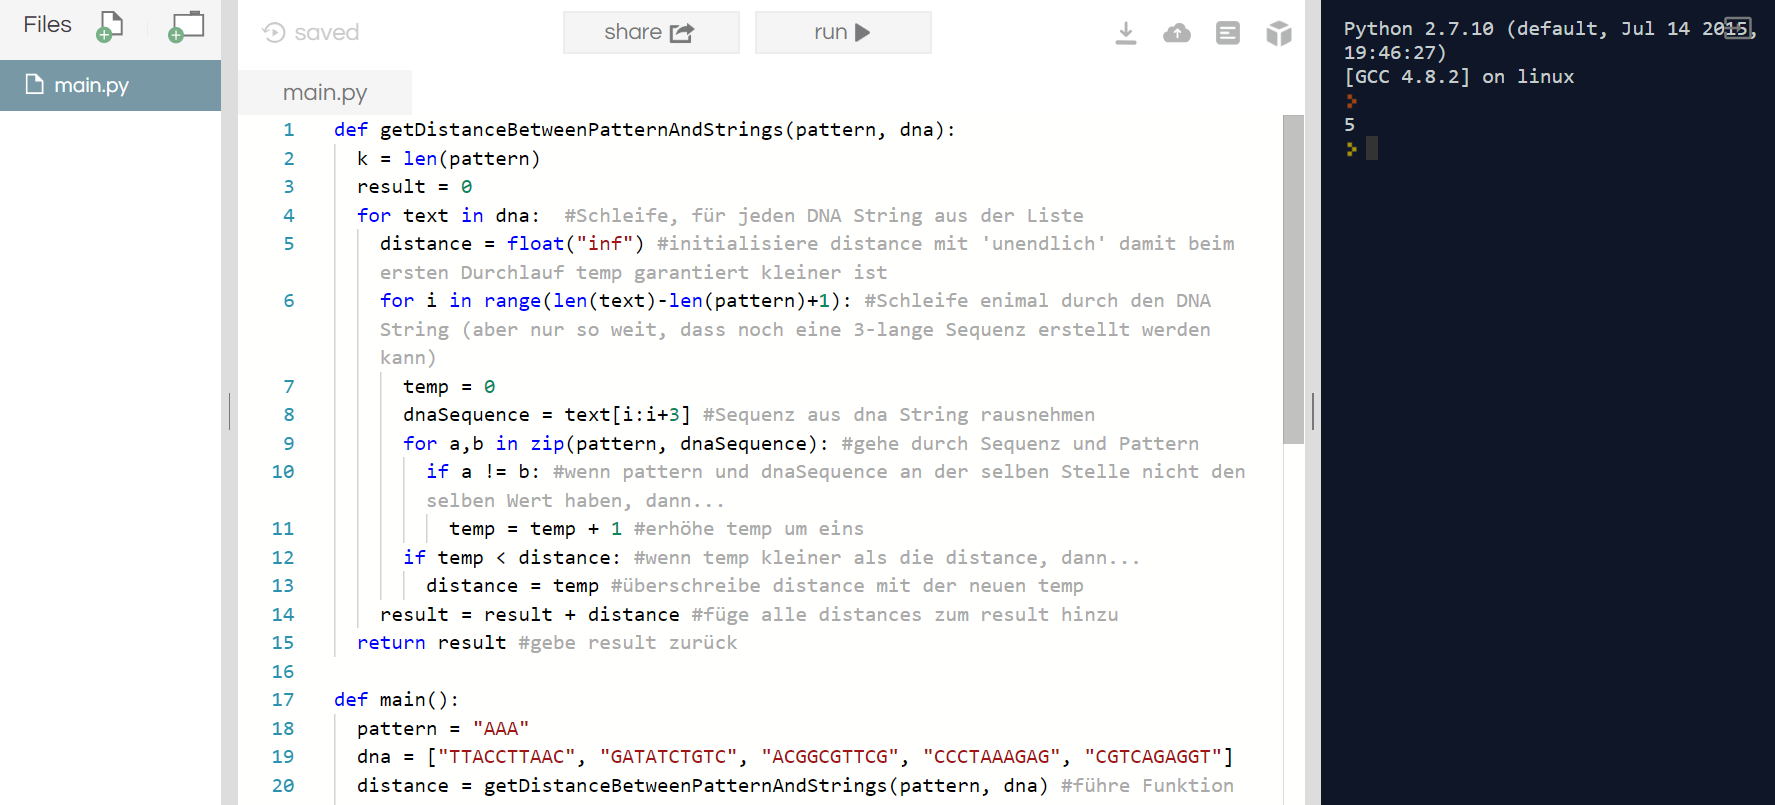 Files
saved
share
run
main.py
main.py
1 def getDistanceBetweenPatternAndStrings(pattern, dna):
2 k = len(pattern)
3 result = 0
4 for text in dna:  #Schleife, für jeden DNA String aus der Liste
5 distance = float("inf") #initialisiere distance mit 'unendlich' damit beim
ersten Durchlauf temp garantiert kleiner ist
6 for i in range(len(text)-len(pattern)+1): #Schleife enimal durch den DNA
String (aber nur so weit, dass noch eine 3-lange Sequenz erstellt werden
kann)
7 temp = 0
8 dnaSequence = text[i:i+3] #Sequenz aus dna String rausnehmen
9 for a,b in zip(pattern, dnaSequence): #gehe durch Sequenz und Pattern
10 if a != b: #wenn pattern und dnaSequence an der selben Stelle nicht den
selben Wert haben, dann...
11 temp = temp + 1 #erhöhe temp um eins
12 if temp < distance: #wenn temp kleiner als die distance, dann...
13 distance = temp #überschreibe distance mit der neuen temp
14 result = result + distance #füge alle distances zum result hinzu
15 return result #gebe result zurück
16
17 def main():
18 pattern = "AAA"
19 dna = ["TTACCTTAAC", "GATATCTGTC", "ACGGCGTTCG", "CCCTAAAGAG", "CGTCAGAGGT"]
20 distance = getDistanceBetweenPatternAndStrings(pattern, dna) #führe Funktion
Python 2.7.10 (default, Jul 14 2015,
19:46:27)
[GCC 4.8.2] on linux
5